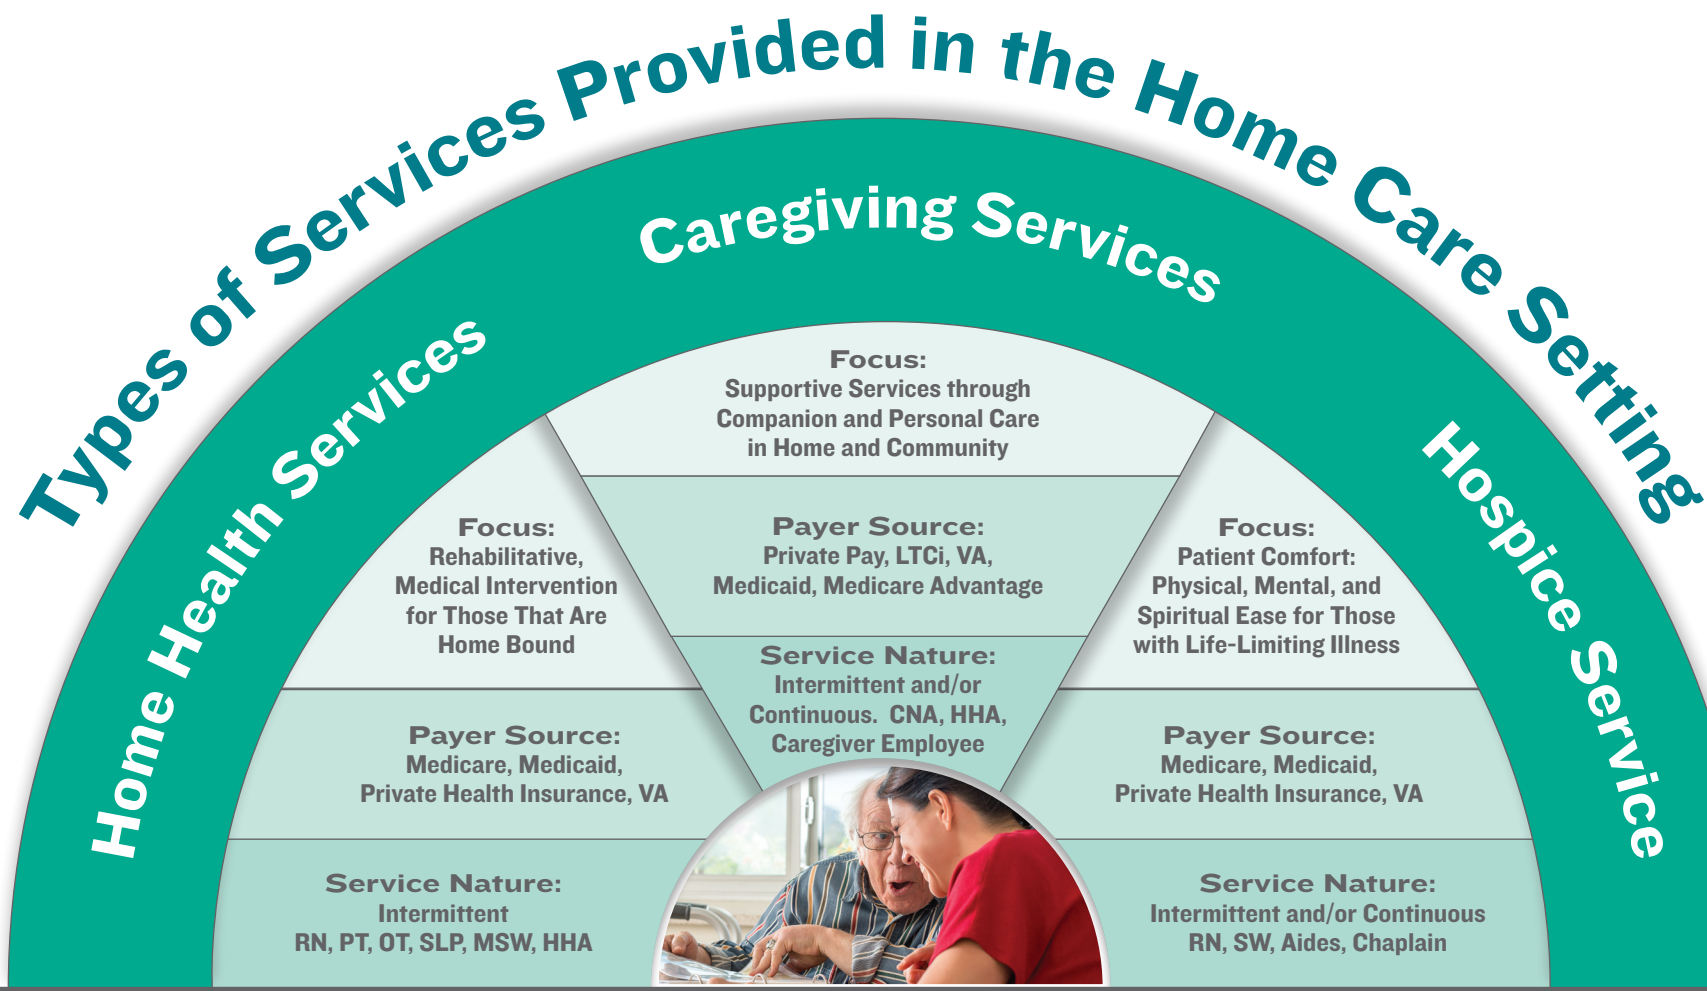 Types of Services Provided in the Home Care Setting
Home Health Services
Caregiving Services
Hospice Service
Focus:
Rehabilitative,
Medical Intervention
for Those That Are
Home Bound
Payer Source:
Medicare, Medicaid,
Private Health Insurance, VA
Service Nature:
Intermittent
RN, PT, OT, SLP, MSW, HHA
Focus:
Supportive Services through
Companion and Personal Care
in Home and Community
Payer Source:
Private Pay, LTCi, VA,
Medicaid, Medicare Advantage
Service Nature:
Intermittent and/or
Continuous. CNA, HHA,
Caregiver Employee
Focus:
Patient Comfort:
Physical, Mental, and
Spiritual Ease for Those
with Life-Limiting Illness
Payer Source:
Medicare, Medicaid,
Private Health Insurance, VA
Service Nature:
Intermittent and/or Continuous
RN, SW, Aides, Chaplain